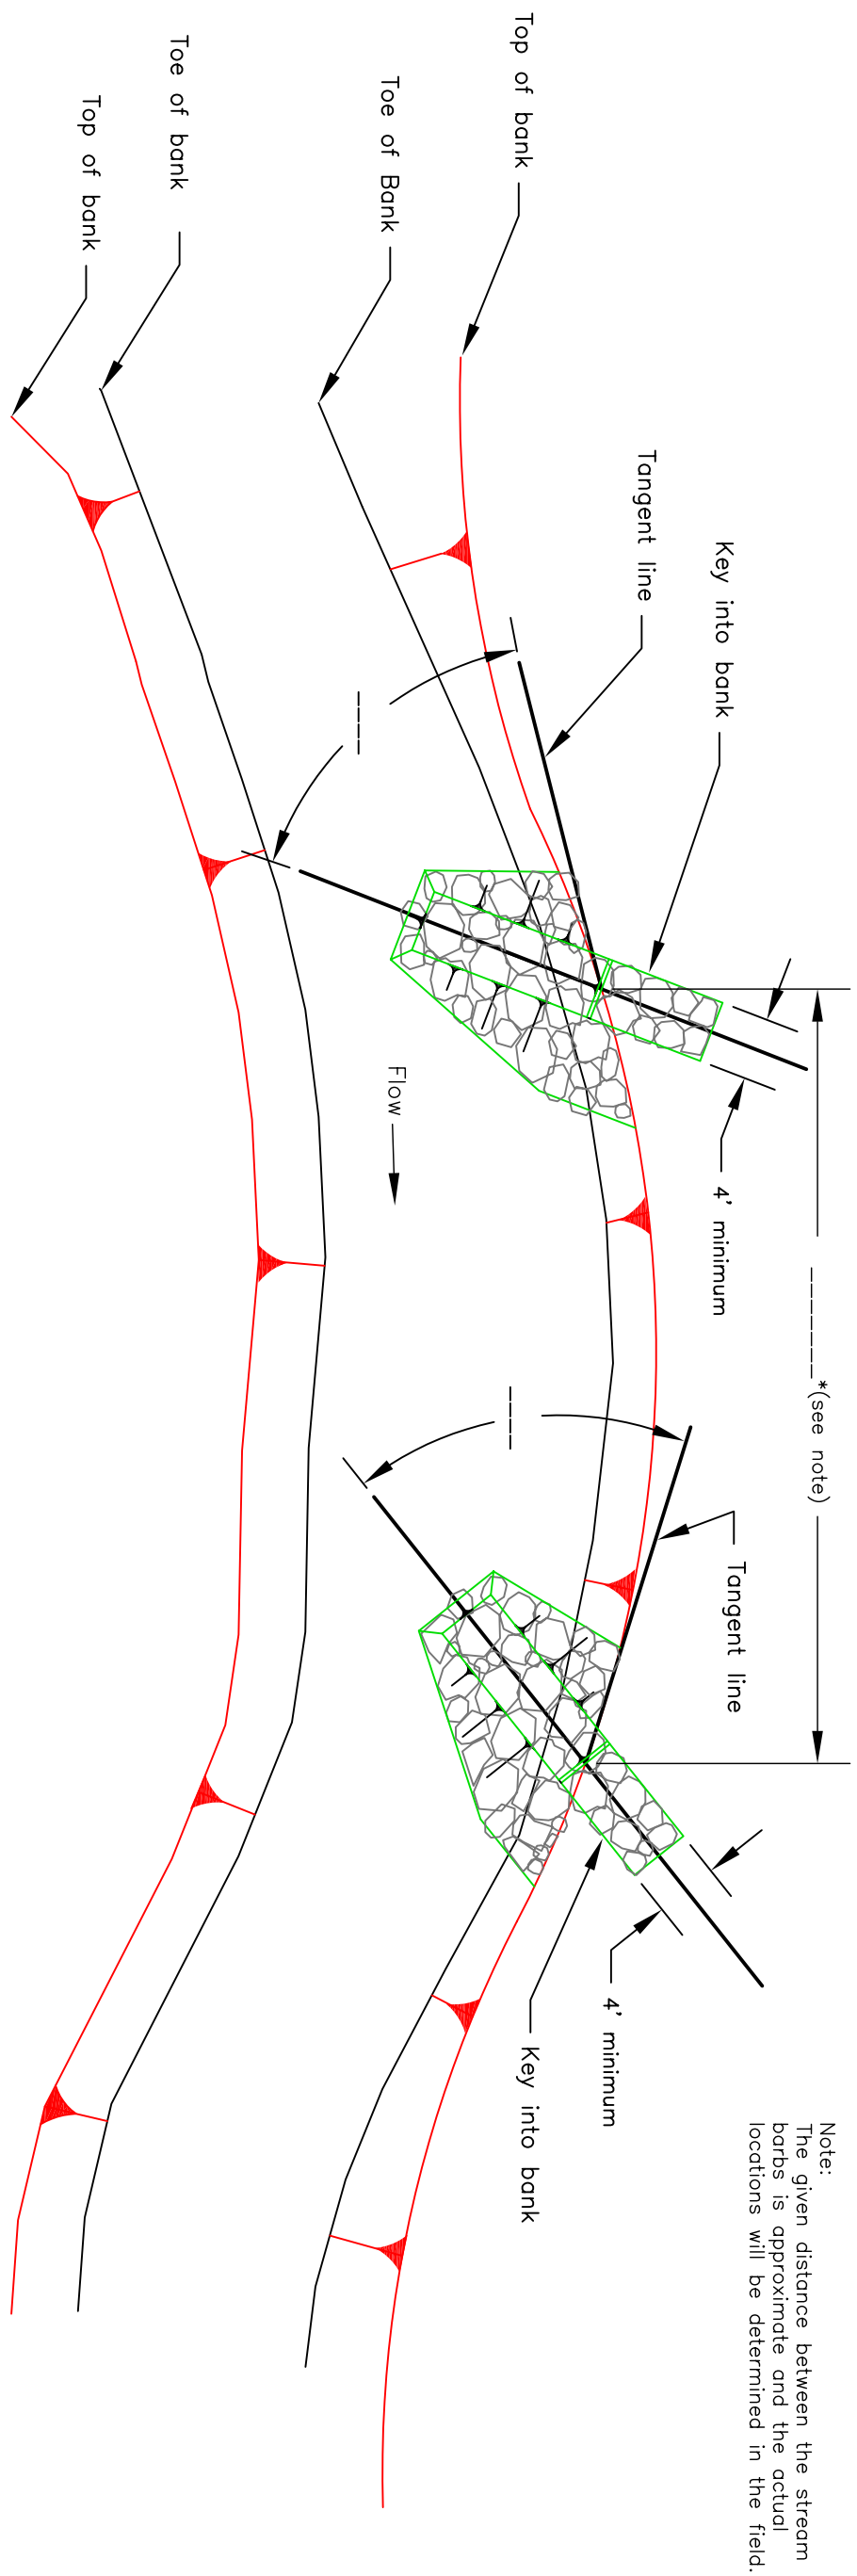 Top of bank
Toe of Bank
Toe of bank
Top of bank
Tangent line
Key into bank
Flow
4' minimum
*(see note)
Tangent line
4' minimum
Key into bank
Note:
The given distance between the stream
barbs is approximate and the actual
locations will be determined in the field.